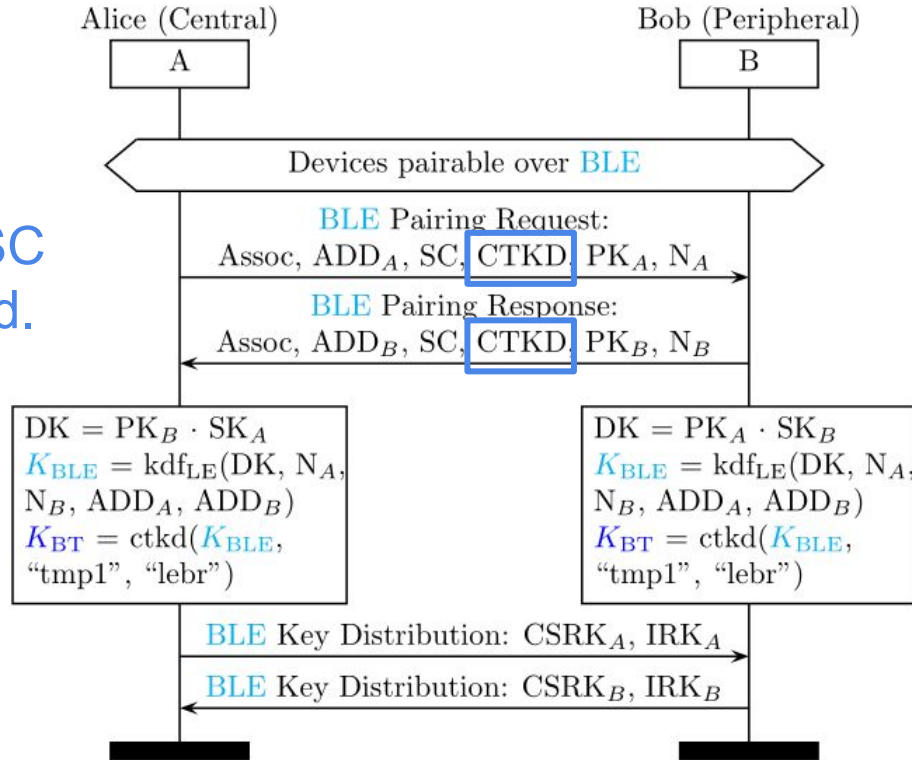 Alice (Central)
Bob (Peripheral)
A
B
Devices pairable over BLE
SC
d.
BLE Pairing Request:
Assoc, ADD_A, SC, CTKD, PK_A, N_A
BLE Pairing Response:
Assoc, ADD_B, SC, CTKD, PK_B, N_B
DK = PK_B · SK_A
K_BLE = kdf_LE(DK, N_A,
N_B, ADD_A, ADD_B)
K_BT = ctkd(K_BLE,
“tmp1”, “lebr”)
DK = PK_A · SK_B
K_BLE = kdf_LE(DK, N_A,
N_B, ADD_A, ADD_B)
K_BT = ctkd(K_BLE,
“tmp1”, “lebr”)
BLE Key Distribution: CSRK_A, IRK_A
BLE Key Distribution: CSRK_B, IRK_B